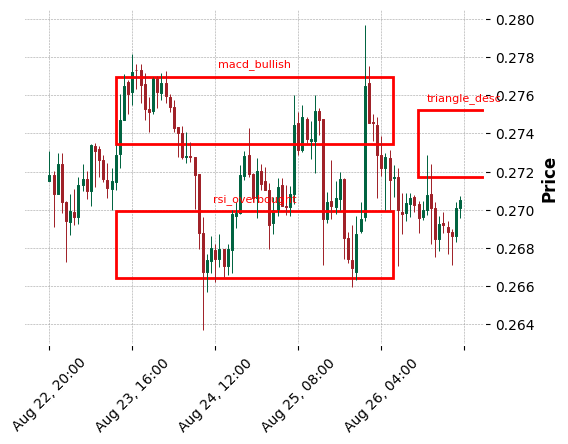 0.280
0.278
macd_bullish
0.276
triangle_desc
0.274
0.272
rsi_overbought
0.270
0.268
0.266
0.264
Price
Aug 22, 20:00
Aug 23, 16:00
Aug 24, 12:00
Aug 25, 08:00
Aug 26, 04:00